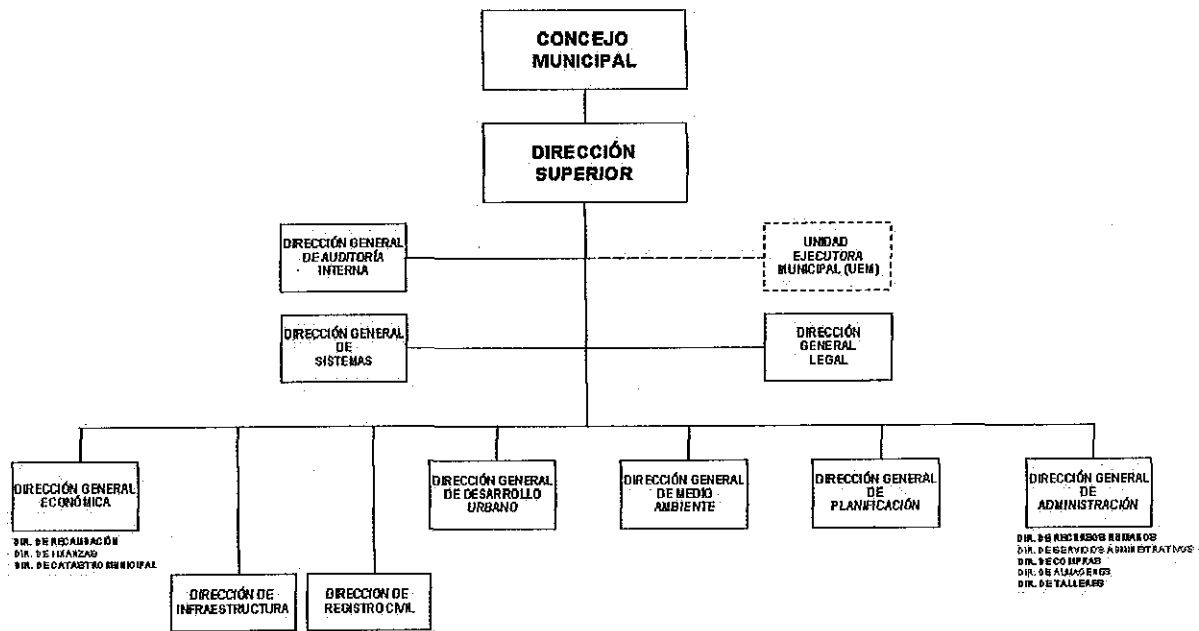 CONCEJO
MUNICIPAL
DIRECCIÓN
SUPERIOR
DIRECCIÓN GENERAL
DE AUDITORÍA
INTERNA
UNIDAD
EJECUTORA
MUNICIPAL (UEM)
DIRECCIÓN GENERAL
DE
SISTEMAS
DIRECCIÓN
GENERAL
LEGAL
DIRECCIÓN GENERAL
ECONÓMICA
DIR. DE RECAUDACIÓN
DIR. DE FINANZAS
DIR. DE CATASTRO MUNICIPAL
DIRECCIÓN DE
INFRAESTRUCTURA
DIRECCION DE
REGISTRO CIVIL
DIRECCIÓN GENERAL
DE DESARROLLO
URBANO
DIRECCIÓN GENERAL
DE MEDIO
AMBIENTE
DIRECCIÓN GENERAL
DE
PLANIFICACIÓN
DIRECCIÓN GENERAL
DE
ADMINISTRACIÓN
DIR. DE RECURSOS HUMANOS
DIR. DE SERVICIOS ADMINISTRATIVOS
DIR. DE COMPRAS
DIR. DE ALMACENES
DIR. DE TALLERES